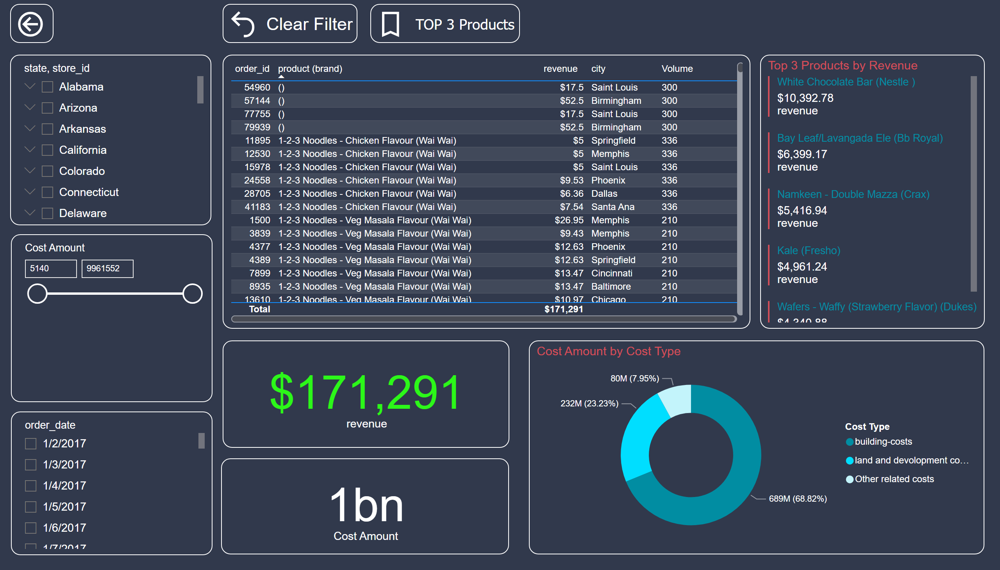 Clear Filter
TOP 3 Products
state, store_id
Alabama
Arizona
Arkansas
California
Colorado
Connecticut
Delaware
Cost Amount
5140 9961552
order_date
1/2/2017
1/3/2017
1/4/2017
1/5/2017
1/6/2017
1/7/2017
order_id product (brand) revenue city Volume
54960 () $17.5 Saint Louis 300
57144 () $52.5 Birmingham 300
77755 () $17.5 Saint Louis 300
79939 () $52.5 Birmingham 300
11895 1-2-3 Noodles - Chicken Flavour (Wai Wai) $5 Springfield 336
12530 1-2-3 Noodles - Chicken Flavour (Wai Wai) $5 Memphis 336
15978 1-2-3 Noodles - Chicken Flavour (Wai Wai) $5 Saint Louis 336
24558 1-2-3 Noodles - Chicken Flavour (Wai Wai) $9.53 Phoenix 336
28705 1-2-3 Noodles - Chicken Flavour (Wai Wai) $6.36 Dallas 336
41183 1-2-3 Noodles - Chicken Flavour (Wai Wai) $7.54 Santa Ana 336
1500 1-2-3 Noodles - Veg Masala Flavour (Wai Wai) $26.95 Memphis 210
3839 1-2-3 Noodles - Veg Masala Flavour (Wai Wai) $9.43 Memphis 210
4377 1-2-3 Noodles - Veg Masala Flavour (Wai Wai) $12.63 Phoenix 210
4389 1-2-3 Noodles - Veg Masala Flavour (Wai Wai) $12.63 Springfield 210
7899 1-2-3 Noodles - Veg Masala Flavour (Wai Wai) $13.47 Cincinnati 210
8935 1-2-3 Noodles - Veg Masala Flavour (Wai Wai) $13.47 Baltimore 210
13610 1-2-3 Noodles - Veg Masala Flavour (Wai Wai) $10.97 Chicago 210
Total $171,291
Top 3 Products by Revenue
White Chocolate Bar (Nestle )
$10,392.78
revenue
Bay Leaf/Lavangada Ele (Bb Royal)
$6,399.17
revenue
Namkeen - Double Mazza (Crax)
$5,416.94
revenue
Kale (Fresho)
$4,961.24
revenue
Wafers - Waffy (Strawberry Flavor) (Dukes)
$4,340.88
$171,291
revenue
1bn
Cost Amount
Cost Amount by Cost Type
80M (7.95%)
232M (23.23%)
689M (68.82%)
Cost Type
building-costs
land and devolopment co...
Other related costs